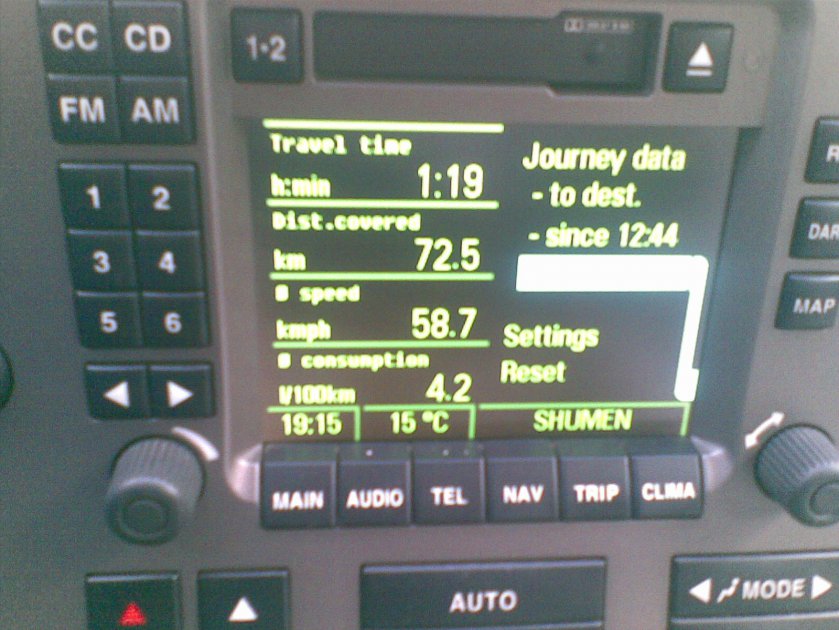 CC CD
FM AM
1•2
1 2
3 4
5 6
Travel time
h:min 1:19
Dist.covered
km 72.5
Ø speed
kmph 58.7
Ø consumption
l/100km 4.2
19:15 15 °C SHUMEN
Journey data
- to dest.
- since 12:44
Settings
Reset
MAP
MAIN AUDIO TEL NAV TRIP CLIMA
AUTO
MODE